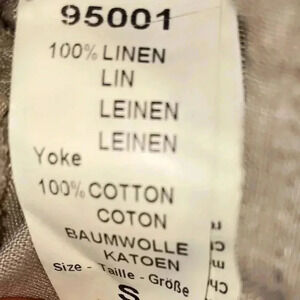 95001
100% LINEN
LIN
LEINEN
LEINEN
Yoke
100% COTTON
COTON
BAUMWOLLE
KATOEN
Size - Taille - Größe
S